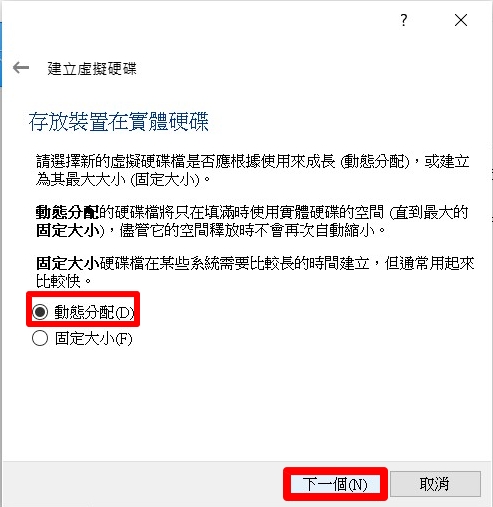 ?
建立虛擬硬碟
存放裝置在實體硬碟
請選擇新的虛擬硬碟檔是否應根據使用來成長 (動態分配)，或建立
為其最大大小 (固定大小)。
動態分配的硬碟檔將只在填滿時使用實體硬碟的空間 (直到最大的
固定大小)，儘管它的空間釋放時不會再次自動縮小。
固定大小硬碟檔在某些系統需要比較長的時間建立，但通常用起來
比較快。
動態分配(D)
固定大小(F)
下一個(N)
取消